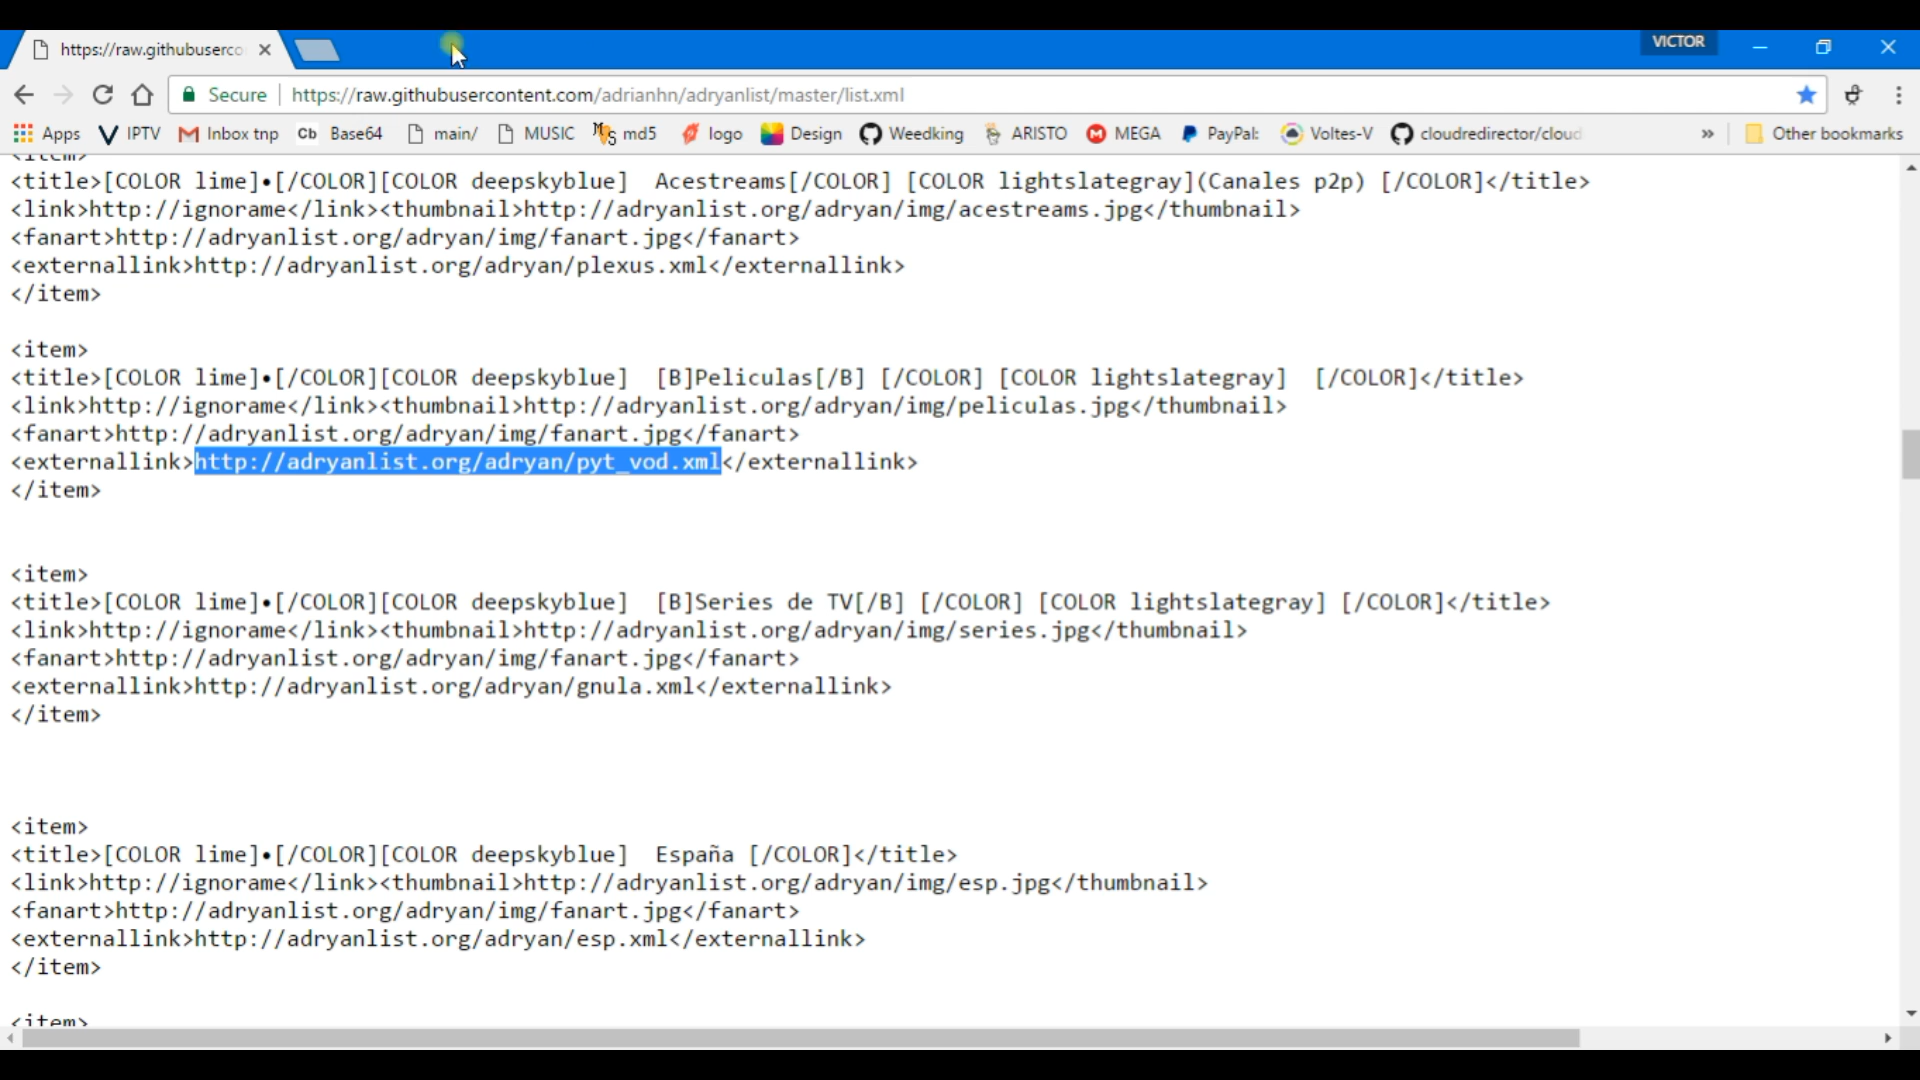 https://raw.githubuserco
VICTOR
Secure https://raw.githubusercontent.com/adrianhn/adryanlist/master/list.xml
Apps IPTV Inbox tnp Cb Base64 main/ MUSIC md5 logo Design Weedking ARISTO MEGA PayPal: Voltes-V cloudredirector/cloud » Other bookmarks
<item>
<title>[COLOR lime]•[/COLOR][COLOR deepskyblue]  Acestreams[/COLOR] [COLOR lightslategray](Canales p2p) [/COLOR]</title>
<link>http://ignorame</link><thumbnail>http://adryanlist.org/adryan/img/acestreams.jpg</thumbnail>
<fanart>http://adryanlist.org/adryan/img/fanart.jpg</fanart>
<externallink>http://adryanlist.org/adryan/plexus.xml</externallink>
</item>
<item>
<title>[COLOR lime]•[/COLOR][COLOR deepskyblue]  [B]Peliculas[/B] [/COLOR] [COLOR lightslategray]  [/COLOR]</title>
<link>http://ignorame</link><thumbnail>http://adryanlist.org/adryan/img/peliculas.jpg</thumbnail>
<fanart>http://adryanlist.org/adryan/img/fanart.jpg</fanart>
<externallink>http://adryanlist.org/adryan/pyt_vod.xml</externallink>
</item>
<item>
<title>[COLOR lime]•[/COLOR][COLOR deepskyblue]  [B]Series de TV[/B] [/COLOR] [COLOR lightslategray] [/COLOR]</title>
<link>http://ignorame</link><thumbnail>http://adryanlist.org/adryan/img/series.jpg</thumbnail>
<fanart>http://adryanlist.org/adryan/img/fanart.jpg</fanart>
<externallink>http://adryanlist.org/adryan/gnula.xml</externallink>
</item>
<item>
<title>[COLOR lime]•[/COLOR][COLOR deepskyblue]  España [/COLOR]</title>
<link>http://ignorame</link><thumbnail>http://adryanlist.org/adryan/img/esp.jpg</thumbnail>
<fanart>http://adryanlist.org/adryan/img/fanart.jpg</fanart>
<externallink>http://adryanlist.org/adryan/esp.xml</externallink>
</item>
<item>